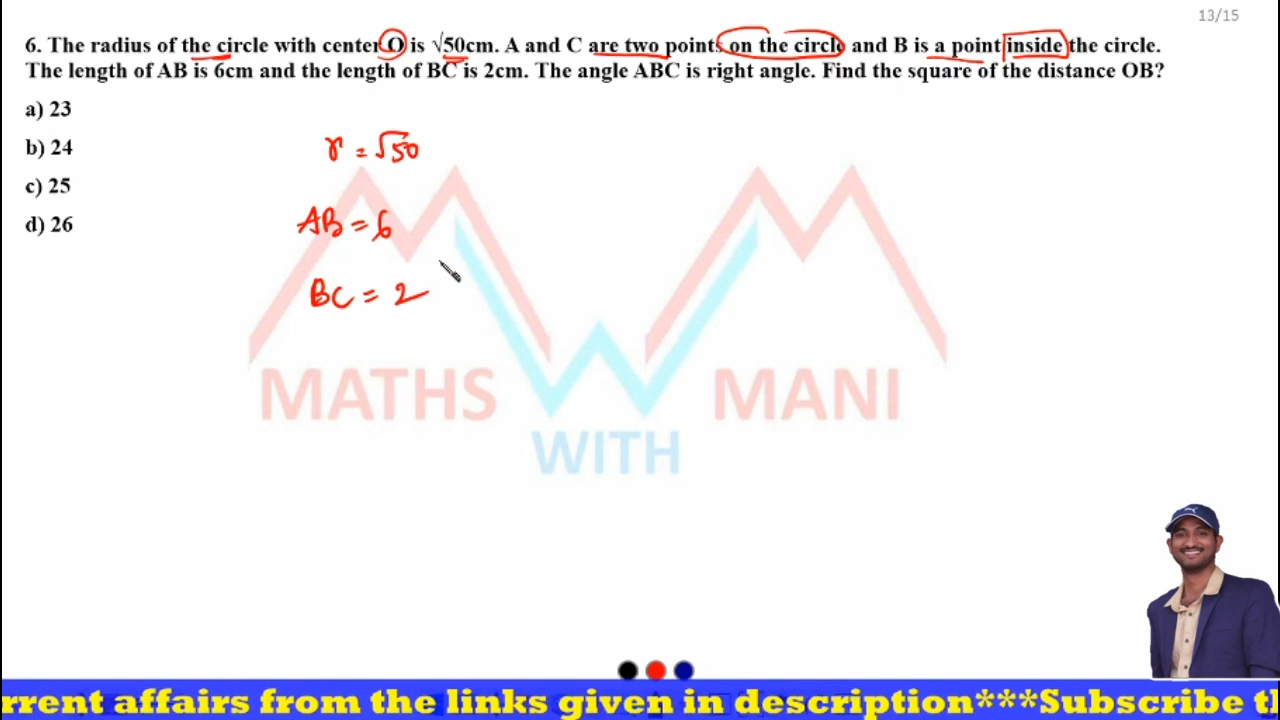 13/15
6. The radius of the circle with center O is √50cm. A and C are two points on the circle and B is a point inside the circle.
The length of AB is 6cm and the length of BC is 2cm. The angle ABC is right angle. Find the square of the distance OB?
a) 23
b) 24
c) 25
d) 26
r = √50
AB = 6
BC = 2
MATHS
WITH
MANI
rrent affairs from the links given in description***Subscribe th